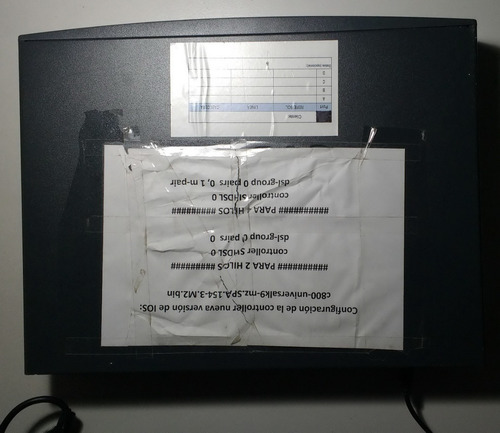 Configuración de la controller nueva versión de IOS:
c800-universalk9-mz.SPA.154-3.M2.bin
########## PARA 2 HILOS ##########
controller SHDSL 0
dsl-group 0 pairs 0
########## PARA 4 HILOS ##########
controller SHDSL 0
dsl-group 0 pairs 0, 1 m-pair
Port